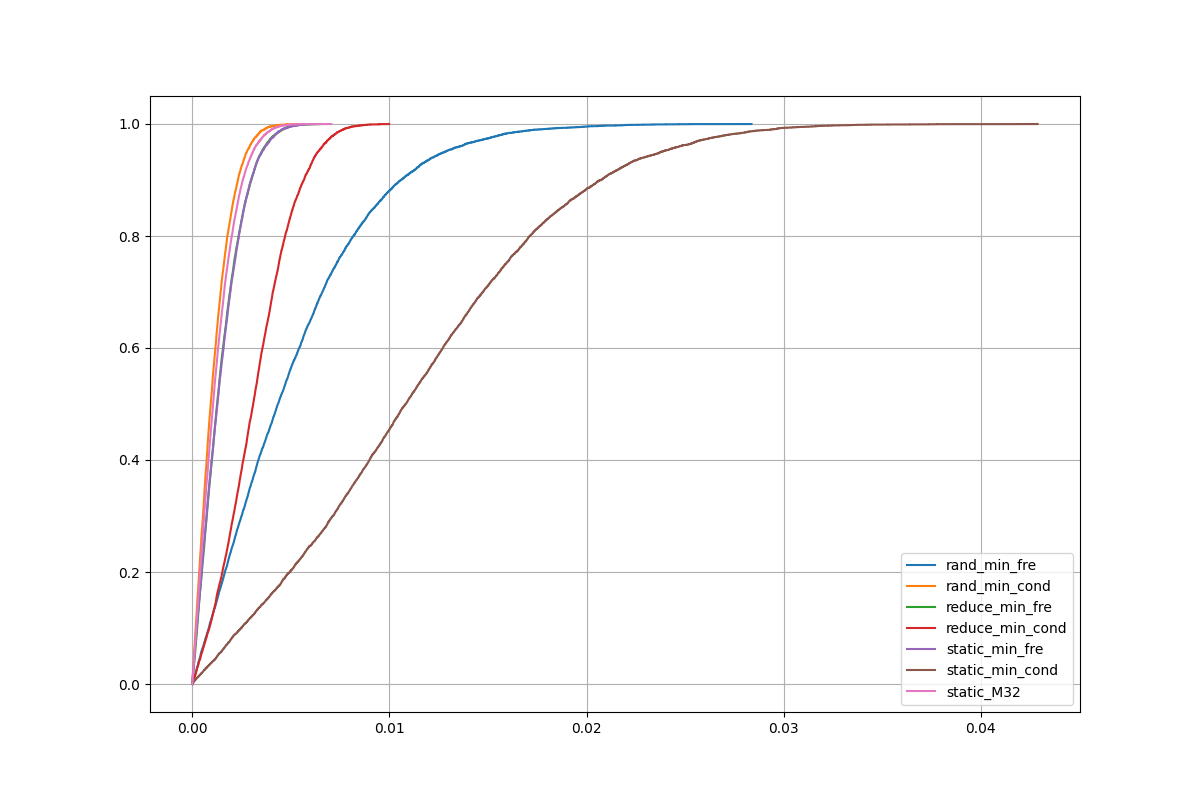 1.0
0.8
0.6
0.4
0.2
0.0
0.00 0.01 0.02 0.03 0.04
rand_min_fre
rand_min_cond
reduce_min_fre
reduce_min_cond
static_min_fre
static_min_cond
static_M32